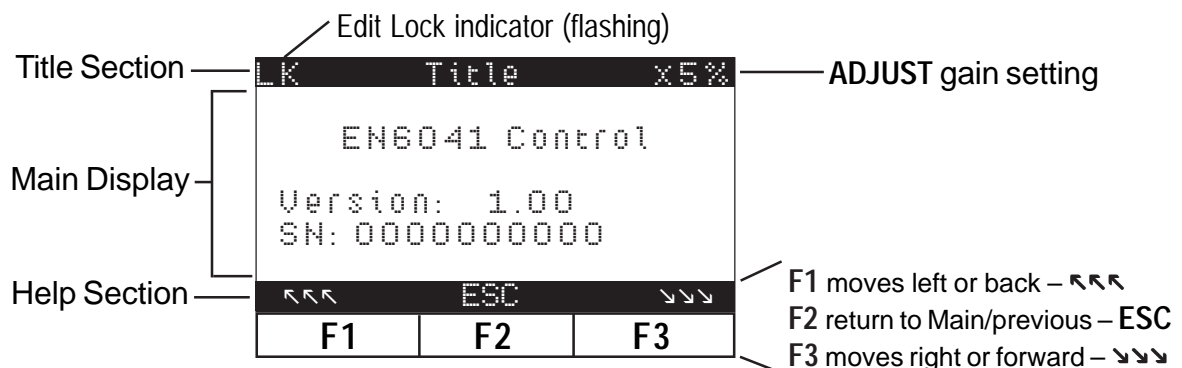 Edit Lock indicator (flashing)
Title Section
LK Title x5%
ADJUST gain setting
EN6041 Control
Main Display
Version: 1.00
SN: 0000000000
Help Section
↖↖↖ ESC ↘↘↘
F1 F2 F3
F1 moves left or back – ↖↖↖
F2 return to Main/previous – ESC
F3 moves right or forward – ↘↘↘